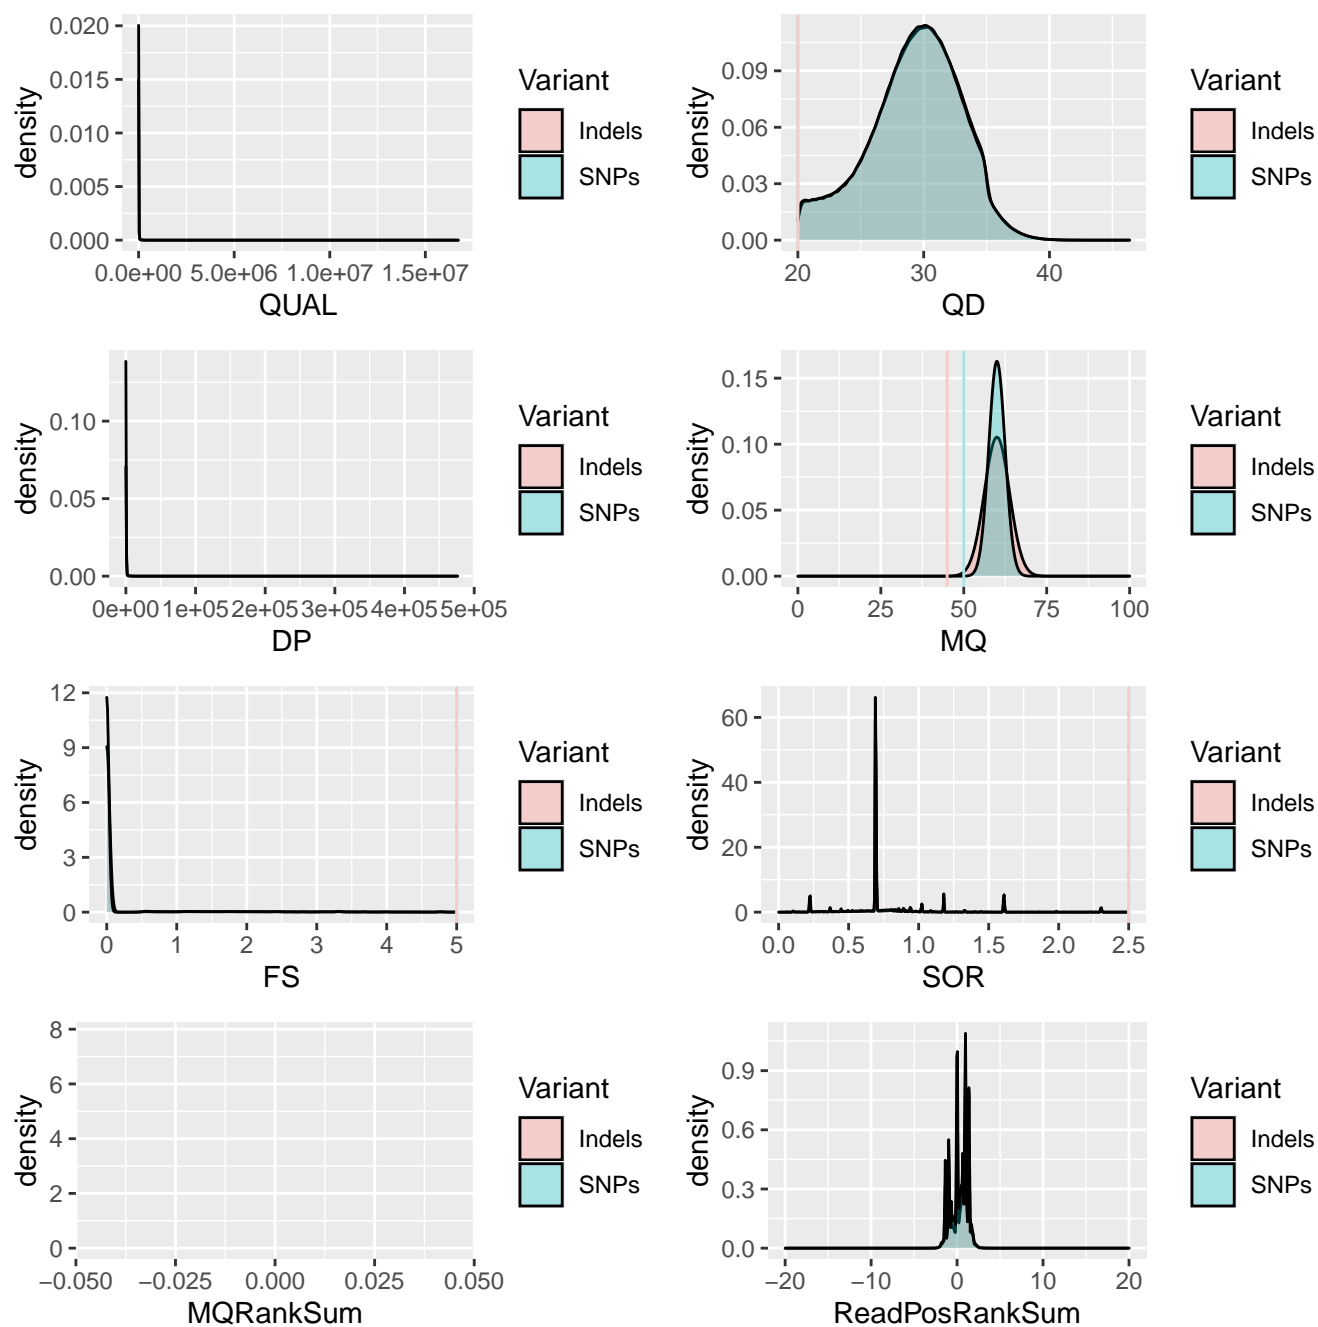 0.020
0.015
0.010
0.005
0.000
density
0.0e+00 5.0e+06 1.0e+07 1.5e+07
QUAL
Variant
Indels
SNPs
0.09
0.06
0.03
0.00
density
20 30 40
QD
Variant
Indels
SNPs
0.10
0.05
0.00
density
0e+00 1e+05 2e+05 3e+05 4e+05 5e+05
DP
Variant
Indels
SNPs
0.15
0.10
0.05
0.00
density
0 25 50 75 100
MQ
Variant
Indels
SNPs
12
9
6
3
0
density
0 1 2 3 4 5
FS
Variant
Indels
SNPs
60
40
20
0
density
0.0 0.5 1.0 1.5 2.0 2.5
SOR
Variant
Indels
SNPs
8
6
4
2
0
density
−0.050 −0.025 0.000 0.025 0.050
MQRankSum
Variant
Indels
SNPs
0.9
0.6
0.3
0.0
density
−20 −10 0 10 20
ReadPosRankSum
Variant
Indels
SNPs